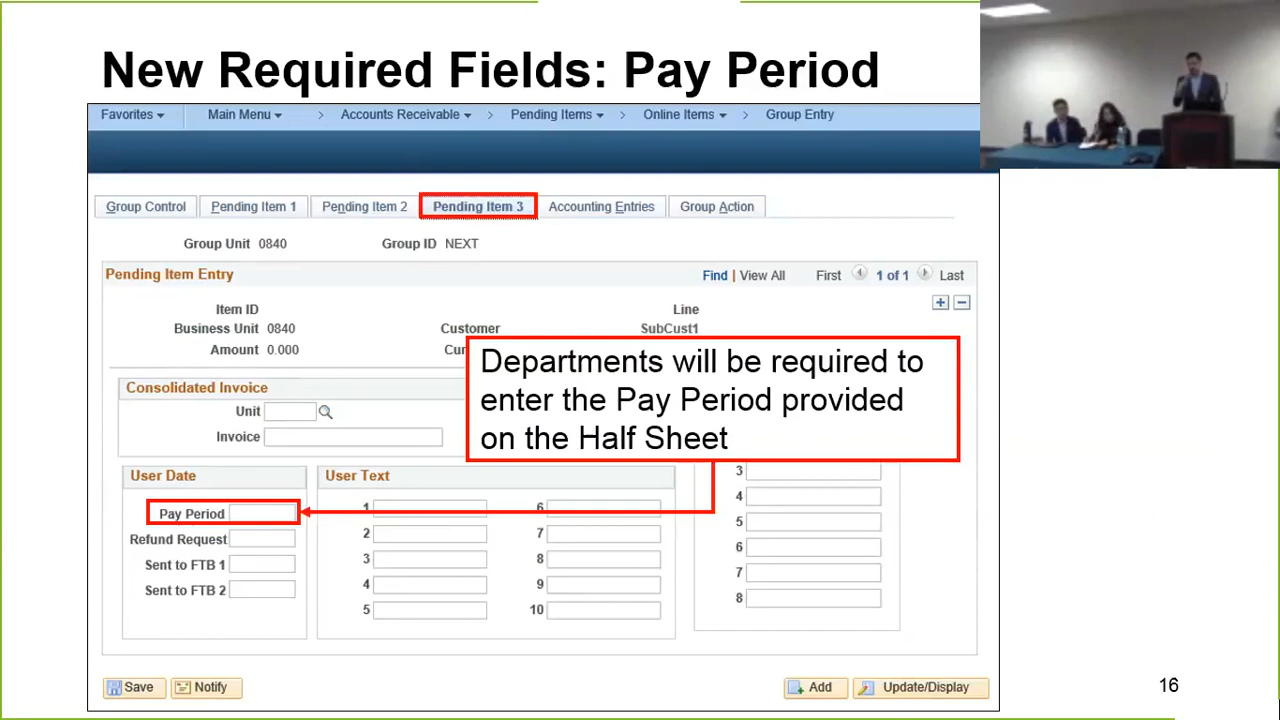 New Required Fields: Pay Period
Favorites Main Menu > Accounts Receivable > Pending Items > Online Items > Group Entry
Group Control Pending Item 1 Pending Item 2 Pending Item 3 Accounting Entries Group Action
Group Unit 0840 Group ID NEXT
Pending Item Entry Find | View All First 1 of 1 Last
Item ID Line
Business Unit 0840 Customer SubCust1
Amount 0.000 Cu
Departments will be required to
enter the Pay Period provided
on the Half Sheet
Consolidated Invoice
Unit
Invoice
User Date User Text
3
4
5
6
7
8
Pay Period 1 6
Refund Request 2 7
Sent to FTB 1 3 8
Sent to FTB 2 4 9
5 10
Save Notify Add Update/Display
16